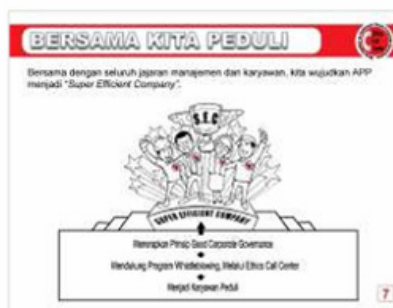 BERSAMA KITA PEDULI
Bersama dengan seluruh jajaran manajemen dan karyawan, kita wujudkan APP
menjadi "Super Efficient Company".
S.E.C
SUPER EFFICIENT COMPANY
Menerapkan Prinsip Good Corporate Governance
Mendukung Program Whistleblowing, Melalui Ethics Call Center
Menjadi Karyawan Peduli
7